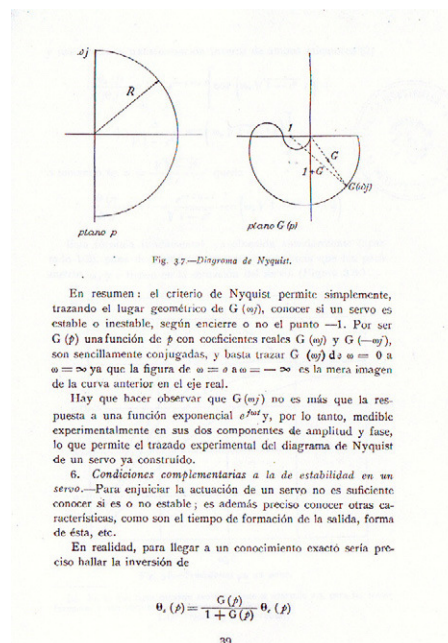 ωj
R
plano p
1
G
1+G
G(ωj)
plano G (p)
Fig. 3.7.—Diagrama de Nyquist.
En resumen: el criterio de Nyquist permite simplemente,
trazando el lugar geométrico de G (ωj), conocer si un servo es
estable o inestable, según encierre o no el punto —1. Por ser
G (p) una función de p con coeficientes reales G (ωj) y G (—ωj),
son sencillamente conjugadas, y basta trazar G (ωj) de ω = 0 a
ω = ∞ ya que la figura de ω = o a ω = — ∞ es la mera imagen
de la curva anterior en el eje real.
Hay que hacer observar que G (ωj) no es más que la res-
puesta a una función exponencial e^jωt y, por lo tanto, medible
experimentalmente en sus dos componentes de amplitud y fase,
lo que permite el trazado experimental del diagrama de Nyquist
de un servo ya construído.
6. Condiciones complementarias a la de estabilidad en un
servo.—Para enjuiciar la actuación de un servo no es suficiente
conocer si es o no estable; es además preciso conocer otras ca-
racterísticas, como son el tiempo de formación de la salida, forma
de ésta, etc.
En realidad, para llegar a un conocimiento exacto sería pre-
ciso hallar la inversión de
θs (p) = G (p) / 1 + G (p) θe (p)
39